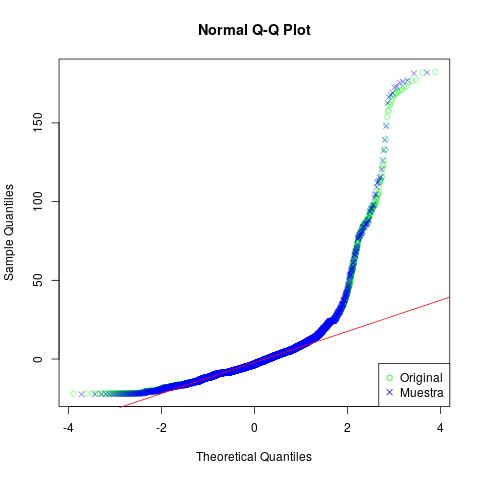 Normal Q-Q Plot
Sample Quantiles
150
100
50
0
-4
-2
0
2
4
Theoretical Quantiles
Original
Muestra